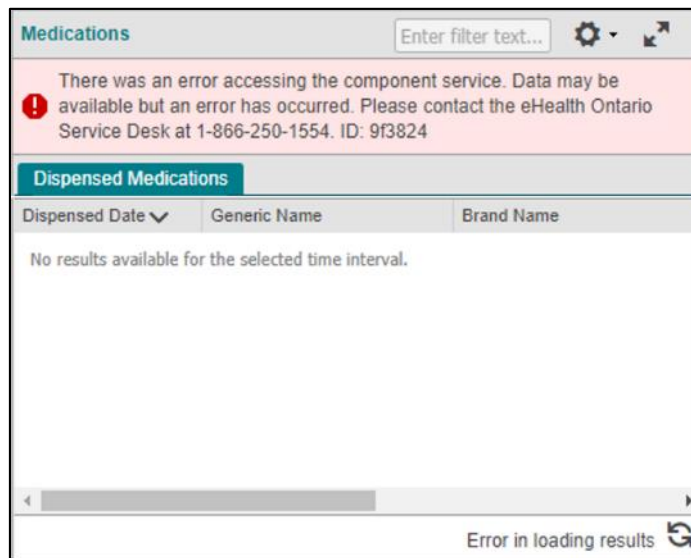 Medications
Enter filter text...
There was an error accessing the component service. Data may be
available but an error has occurred. Please contact the eHealth Ontario
Service Desk at 1-866-250-1554. ID: 9f3824
Dispensed Medications
Dispensed Date Generic Name Brand Name
No results available for the selected time interval.
Error in loading results